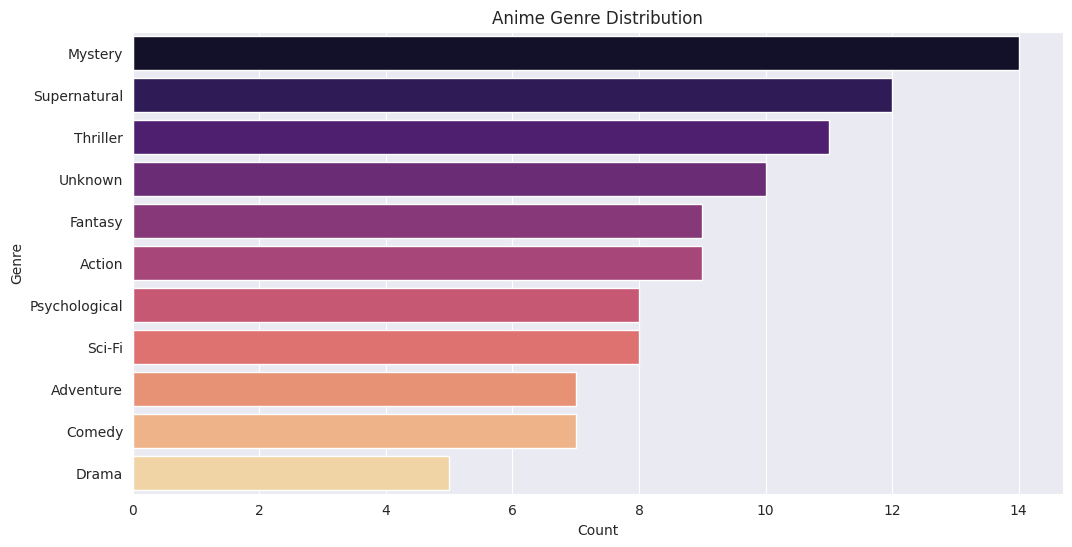 Anime Genre Distribution
Genre
Mystery
Supernatural
Thriller
Unknown
Fantasy
Action
Psychological
Sci-Fi
Adventure
Comedy
Drama
0 2 4 6 8 10 12 14
Count